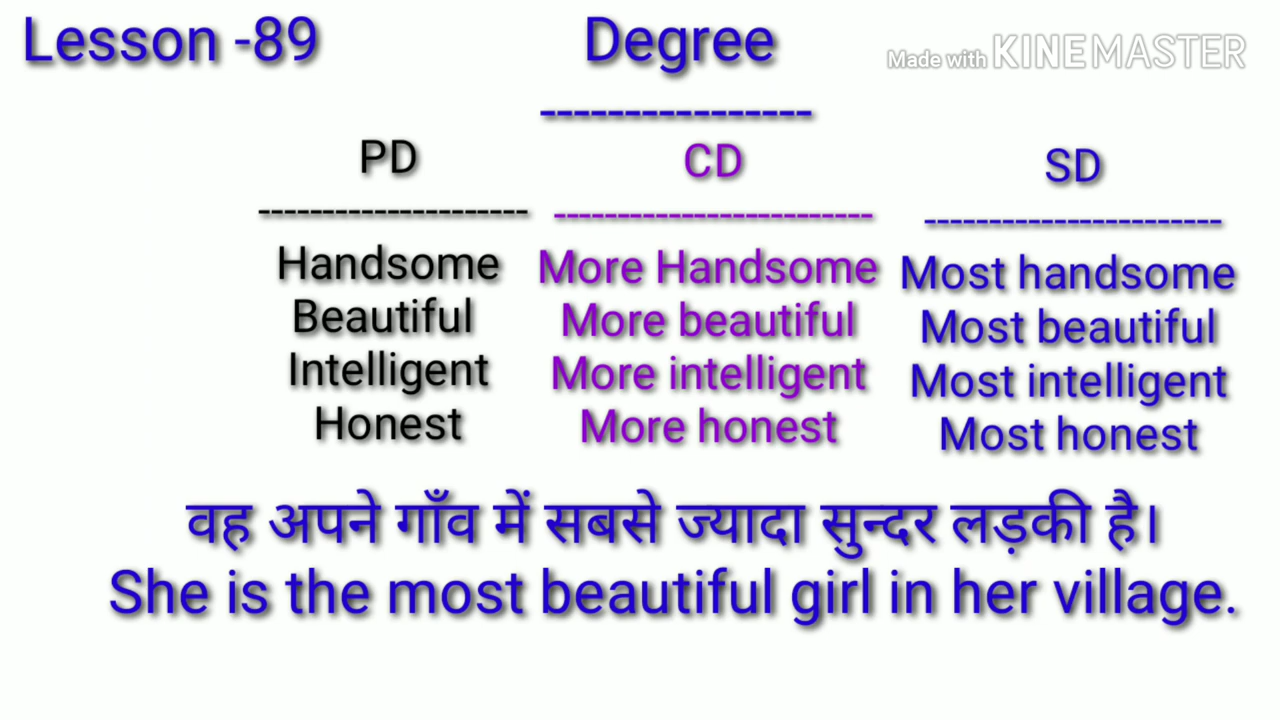 Lesson -89 Degree Made with KINEMASTER
----------------
PD CD SD
--------------------- ------------------------- -----------------------
Handsome More Handsome Most handsome
Beautiful More beautiful Most beautiful
Intelligent More intelligent Most intelligent
Honest More honest Most honest
वह अपने गाँव में सबसे ज्यादा सुन्दर लड़की है।
She is the most beautiful girl in her village.